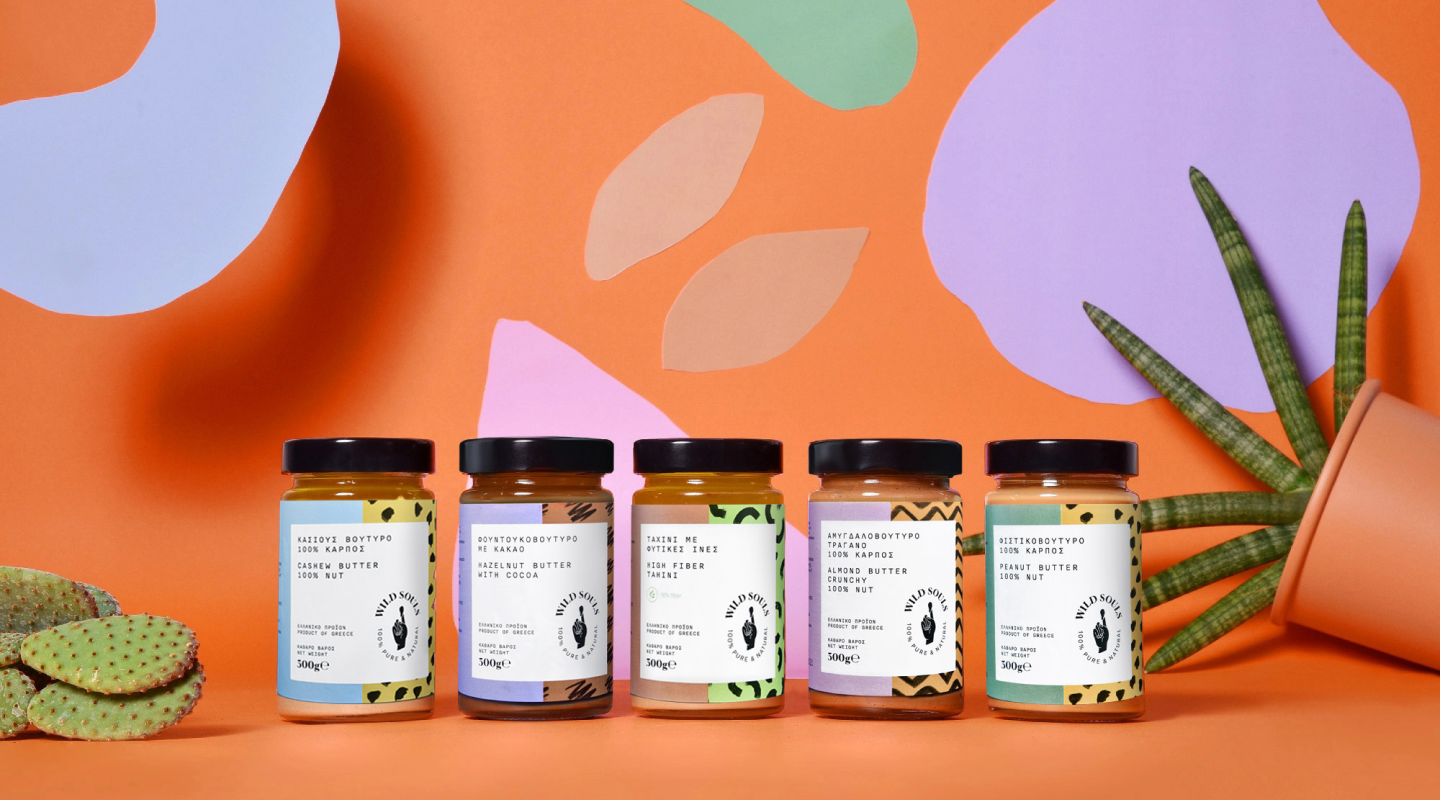 ΚΑΣΙΟΥΣ ΒΟΥΤΥΡΟ
100% ΚΑΡΠΟΣ
CASHEW BUTTER
100% NUT
WILD SOULS
100% PURE & NATURAL
ΕΛΛΗΝΙΚΟ ΠΡΟΪΟΝ
PRODUCT OF GREECE
ΚΑΘΑΡΟ ΒΑΡΟΣ
NET WEIGHT
300g℮
ΦΟΥΝΤΟΥΚΟΒΟΥΤΥΡΟ
ΜΕ ΚΑΚΑΟ
HAZELNUT BUTTER
WITH COCOA
WILD SOULS
100% PURE & NATURAL
ΕΛΛΗΝΙΚΟ ΠΡΟΪΟΝ
PRODUCT OF GREECE
ΚΑΘΑΡΟ ΒΑΡΟΣ
NET WEIGHT
300g℮
ΤΑΧΙΝΙ ΜΕ
ΦΥΤΙΚΕΣ ΙΝΕΣ
HIGH FIBER
TAHINI
WILD SOULS
100% PURE & NATURAL
ΕΛΛΗΝΙΚΟ ΠΡΟΪΟΝ
PRODUCT OF GREECE
ΚΑΘΑΡΟ ΒΑΡΟΣ
NET WEIGHT
300g℮
ΑΜΥΓΔΑΛΟΒΟΥΤΥΡΟ
ΤΡΑΓΑΝΟ
100% ΚΑΡΠΟΣ
ALMOND BUTTER
CRUNCHY
100% NUT
WILD SOULS
100% PURE & NATURAL
ΕΛΛΗΝΙΚΟ ΠΡΟΪΟΝ
PRODUCT OF GREECE
ΚΑΘΑΡΟ ΒΑΡΟΣ
NET WEIGHT
300g℮
ΦΙΣΤΙΚΟΒΟΥΤΥΡΟ
100% ΚΑΡΠΟΣ
PEANUT BUTTER
100% NUT
WILD SOULS
100% PURE & NATURAL
ΕΛΛΗΝΙΚΟ ΠΡΟΪΟΝ
PRODUCT OF GREECE
ΚΑΘΑΡΟ ΒΑΡΟΣ
NET WEIGHT
300g℮